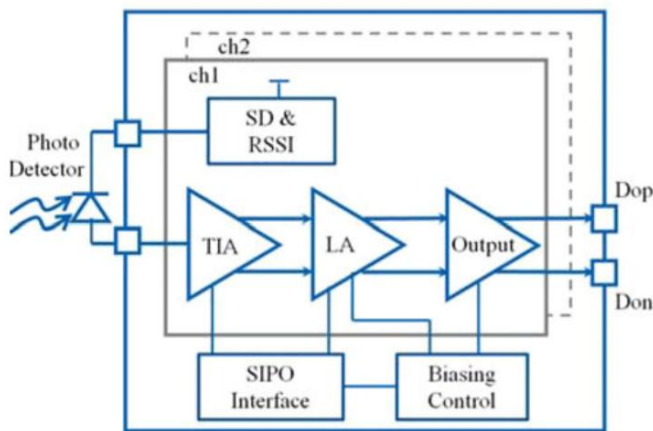 ch2
ch1
SD &
RSSI
Photo
Detector
Dop
TIA
LA
Output
Don
SIPO
Interface
Biasing
Control